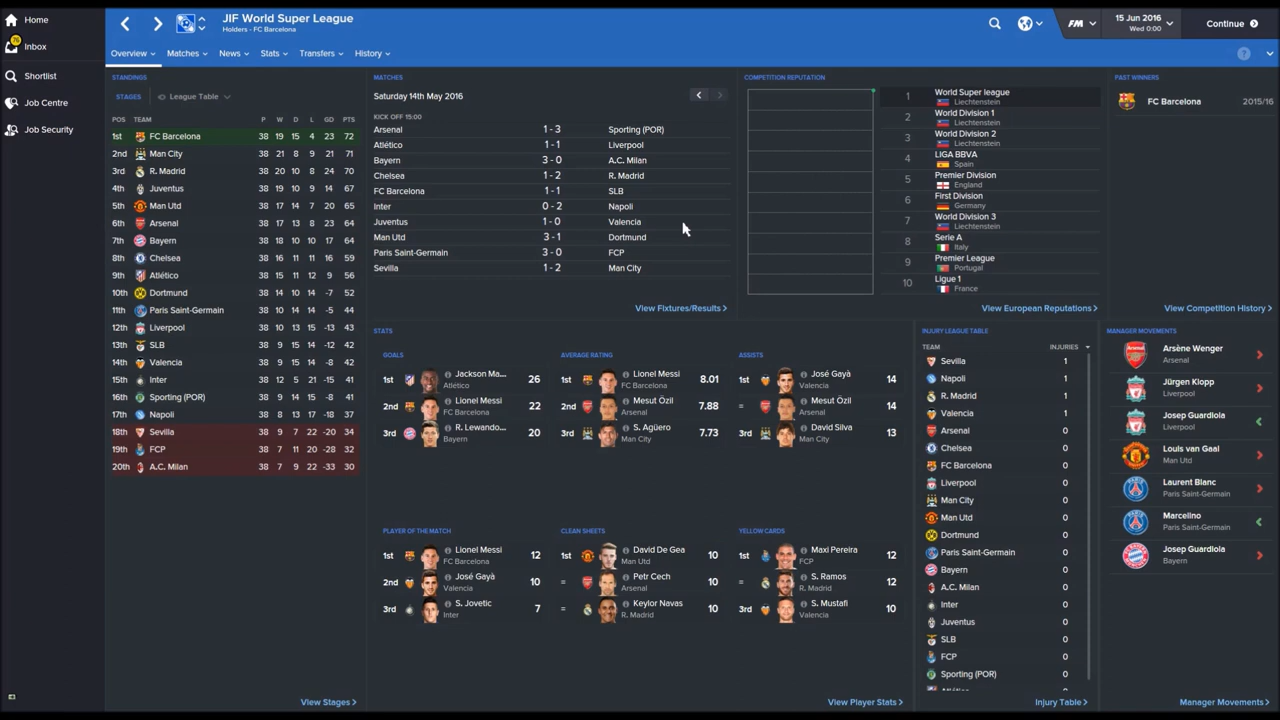 Home
JIF World Super League
Holders - FC Barcelona
FM
15 Jun 2016
Wed 0:00
Continue
Inbox
Shortlist
Job Centre
Job Security
Overview
Matches
News
Stats
Transfers
History
?
STANDINGS
STAGES League Table
POS TEAM P W D L GD PTS
1st FC Barcelona 38 19 15 4 23 72
2nd Man City 38 21 8 9 21 71
3rd R. Madrid 38 20 10 8 24 70
4th Juventus 38 19 10 9 14 67
5th Man Utd 38 17 14 7 20 65
6th Arsenal 38 17 13 8 23 64
7th Bayern 38 18 10 10 17 64
8th Chelsea 38 16 11 11 16 59
9th Atlético 38 15 11 12 9 56
10th Dortmund 38 14 10 14 -7 52
11th Paris Saint-Germain 38 10 14 14 -5 44
12th Liverpool 38 10 13 15 -13 43
13th SLB 38 9 15 14 -12 42
14th Valencia 38 9 15 14 -8 42
15th Inter 38 12 5 21 -15 41
16th Sporting (POR) 38 9 14 15 -8 41
17th Napoli 38 8 13 17 -18 37
18th Sevilla 38 9 7 22 -20 34
19th FCP 38 7 11 20 -28 32
20th A.C. Milan 38 7 9 22 -33 30
View Stages >
MATCHES
Saturday 14th May 2016
KICK OFF 15:00
Arsenal 1 - 3 Sporting (POR)
Atlético 1 - 1 Liverpool
Bayern 3 - 0 A.C. Milan
Chelsea 1 - 2 R. Madrid
FC Barcelona 1 - 1 SLB
Inter 0 - 2 Napoli
Juventus 1 - 0 Valencia
Man Utd 3 - 1 Dortmund
Paris Saint-Germain 3 - 0 FCP
Sevilla 1 - 2 Man City
View Fixtures/Results >
COMPETITION REPUTATION
1 World Super league
Liechtenstein
2 World Division 1
Liechtenstein
3 World Division 2
Liechtenstein
4 LIGA BBVA
Spain
5 Premier Division
England
6 First Division
Germany
7 World Division 3
Liechtenstein
8 Serie A
Italy
9 Premier League
Portugal
10 Ligue 1
France
View European Reputations >
PAST WINNERS
FC Barcelona 2015/16
View Competition History >
STATS
GOALS
1st Jackson Ma... 26
Atlético
2nd Lionel Messi 22
FC Barcelona
3rd R. Lewando... 20
Bayern
AVERAGE RATING
1st Lionel Messi 8.01
FC Barcelona
2nd Mesut Özil 7.88
Arsenal
3rd S. Agüero 7.73
Man City
ASSISTS
1st José Gayà 14
Valencia
= Mesut Özil 14
Arsenal
3rd David Silva 13
Man City
PLAYER OF THE MATCH
1st Lionel Messi 12
FC Barcelona
2nd José Gayà 10
Valencia
3rd S. Jovetic 7
Inter
CLEAN SHEETS
1st David De Gea 10
Man Utd
= Petr Cech 10
Arsenal
= Keylor Navas 10
R. Madrid
YELLOW CARDS
1st Maxi Pereira 12
FCP
= S. Ramos 12
R. Madrid
3rd S. Mustafi 10
Valencia
View Player Stats >
INJURY LEAGUE TABLE
TEAM INJURIES
Sevilla 1
Napoli 1
R. Madrid 1
Valencia 1
Arsenal 0
Chelsea 0
FC Barcelona 0
Liverpool 0
Man City 0
Man Utd 0
Dortmund 0
Paris Saint-Germain 0
Bayern 0
A.C. Milan 0
Inter 0
Juventus 0
SLB 0
FCP 0
Sporting (POR) 0
Injury Table >
MANAGER MOVEMENTS
Arsène Wenger
Arsenal
Jürgen Klopp
Liverpool
Josep Guardiola
Liverpool
Louis van Gaal
Man Utd
Laurent Blanc
Paris Saint-Germain
Marcelino
Paris Saint-Germain
Josep Guardiola
Bayern
Manager Movements >